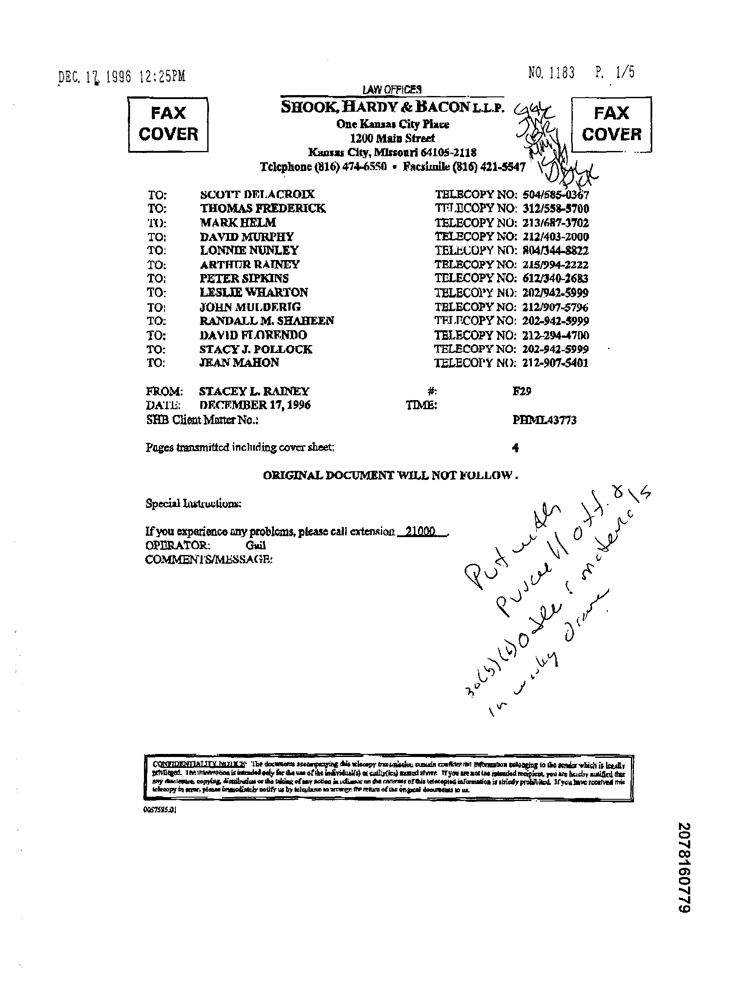 DEC. 17. 1996 12:25PM NO. 1183 P. 1/5
LAW OFFICES
FAX COVER
SHOOK, HARDY & BACON L.L.P.
FAX COVER
One Kansas City Place
1200 Main Street
Kansas City, Missouri 64105-2118
Telephone (816) 474-6550 • Facsimile (816) 421-5547
TO: SCOTT DELACROIX TELECOPY NO: 504/585-0367
TO: THOMAS FREDERICK TELECOPY NO: 312/558-5700
TO: MARK HELM TELECOPY NO: 213/687-3702
TO: DAVID MURPHY TELECOPY NO: 212/403-2000
TO: LONNIE NUNLEY TELECOPY NO: 804/344-8822
TO: ARTHUR RAINEY TELECOPY NO: 215/994-2222
TO: PETER SIPKINS TELECOPY NO: 612/340-2683
TO: LESLIE WHARTON TELECOPY NO: 202/942-5999
TO: JOHN MULDERIG TELECOPY NO: 212/907-5796
TO: RANDALL M. SHAHEEN TELECOPY NO: 202-942-5999
TO: DAVID FLORENDO TELECOPY NO: 212-294-4700
TO: STACY J. POLLOCK TELECOPY NO: 202-942-5999
TO: JEAN MAHON TELECOPY NO: 212-907-5401
FROM: STACEY L. RAINEY #: F29
DATE: DECEMBER 17, 1996 TIME:
SHB Client Matter No.: PHML43773
Pages transmitted including cover sheet: 4
ORIGINAL DOCUMENT WILL NOT FOLLOW.
Special Instructions:
If you experience any problems, please call extension 21000.
OPERATOR: Gail
COMMENTS/MESSAGE:
Put with
Purcell off. &
30(b)(6) Other materials
in
CONFIDENTIALITY NOTICE: The documents accompanying this telecopy transmission contain confidential information belonging to the sender which is legally
privileged. The information is intended only for the use of the individual(s) or entity(ies) named above. If you are not the intended recipient, you are hereby notified that
any disclosure, copying, distribution or the taking of any action in reliance on the contents of this telecopied information is strictly prohibited. If you have received this
telecopy in error, please immediately notify us by telephone to arrange the return of the original documents to us.
0057585.01
2078160779